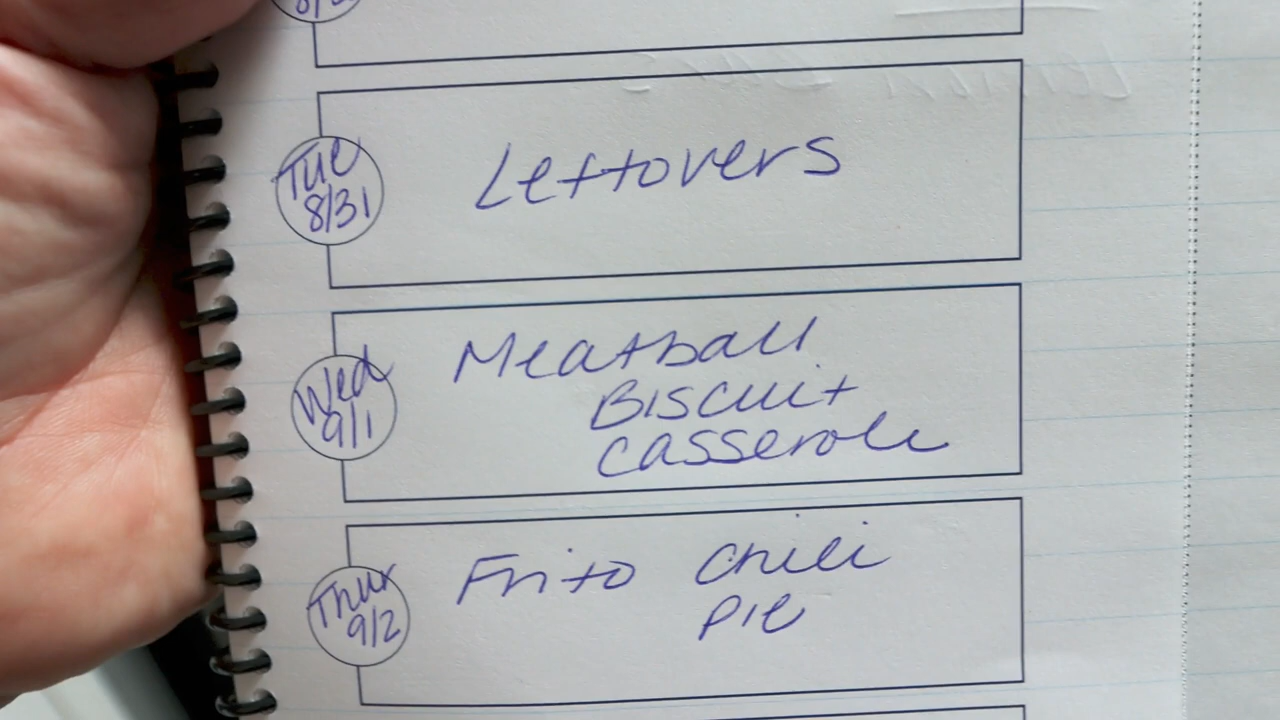 Tue
8/31
Leftovers
Wed
9/1
Meatball
Biscuit
Casserole
Thur
9/2
Frito Chili
Pie